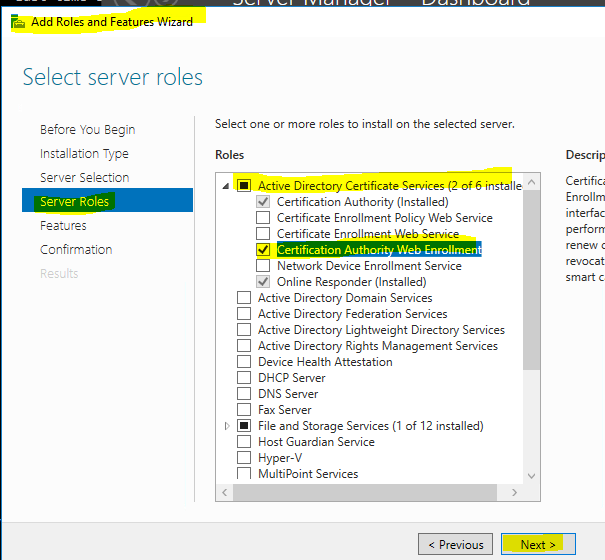 Server Manager Dashboard
Add Roles and Features Wizard
Select server roles
Before You Begin
Installation Type
Server Selection
Server Roles
Features
Confirmation
Results
Select one or more roles to install on the selected server.
Roles
Active Directory Certificate Services (2 of 6 installe
Certification Authority (Installed)
Certificate Enrollment Policy Web Service
Certificate Enrollment Web Service
Certification Authority Web Enrollment
Network Device Enrollment Service
Online Responder (Installed)
Active Directory Domain Services
Active Directory Federation Services
Active Directory Lightweight Directory Services
Active Directory Rights Management Services
Device Health Attestation
DHCP Server
DNS Server
Fax Server
File and Storage Services (1 of 12 installed)
Host Guardian Service
Hyper-V
MultiPoint Services
Descrip
Certifica
Enrollm
interfac
perform
renew c
revocat
smart ca
< Previous
Next >